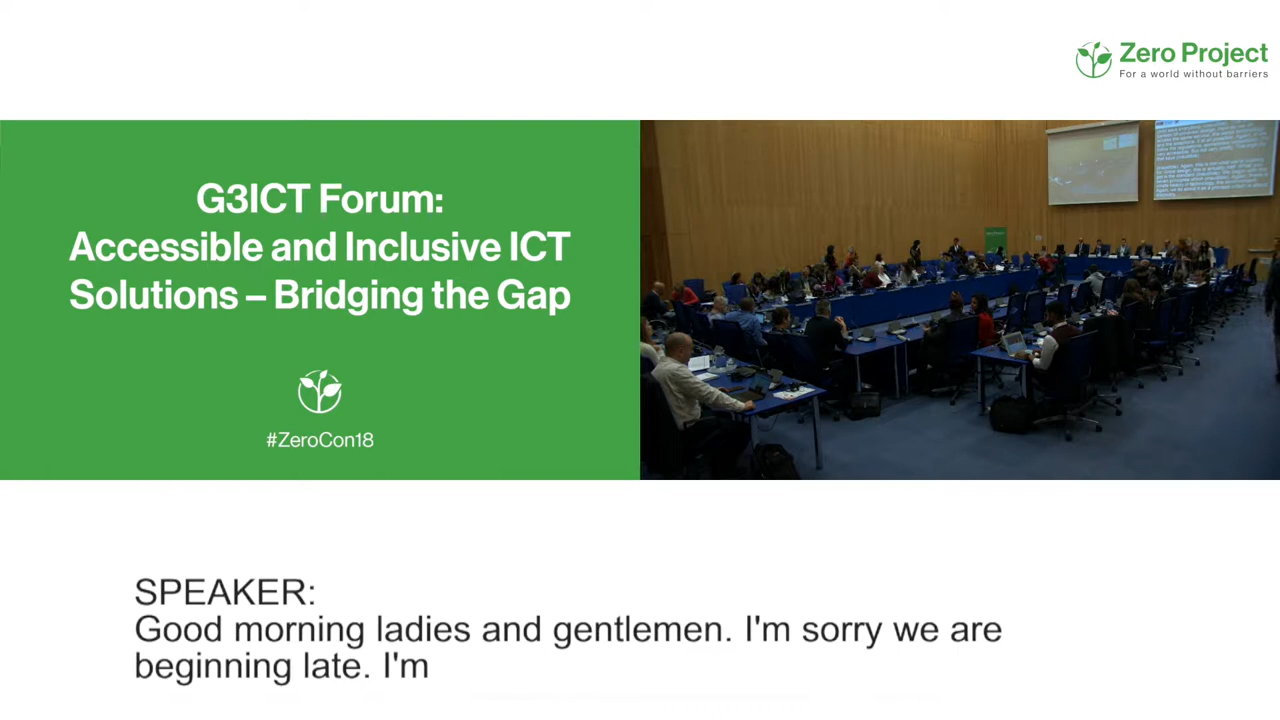 Zero Project
For a world without barriers
G3ICT Forum:
Accessible and Inclusive ICT
Solutions – Bridging the Gap
#ZeroCon18
SPEAKER:
Good morning ladies and gentlemen. I'm sorry we are
beginning late. I'm